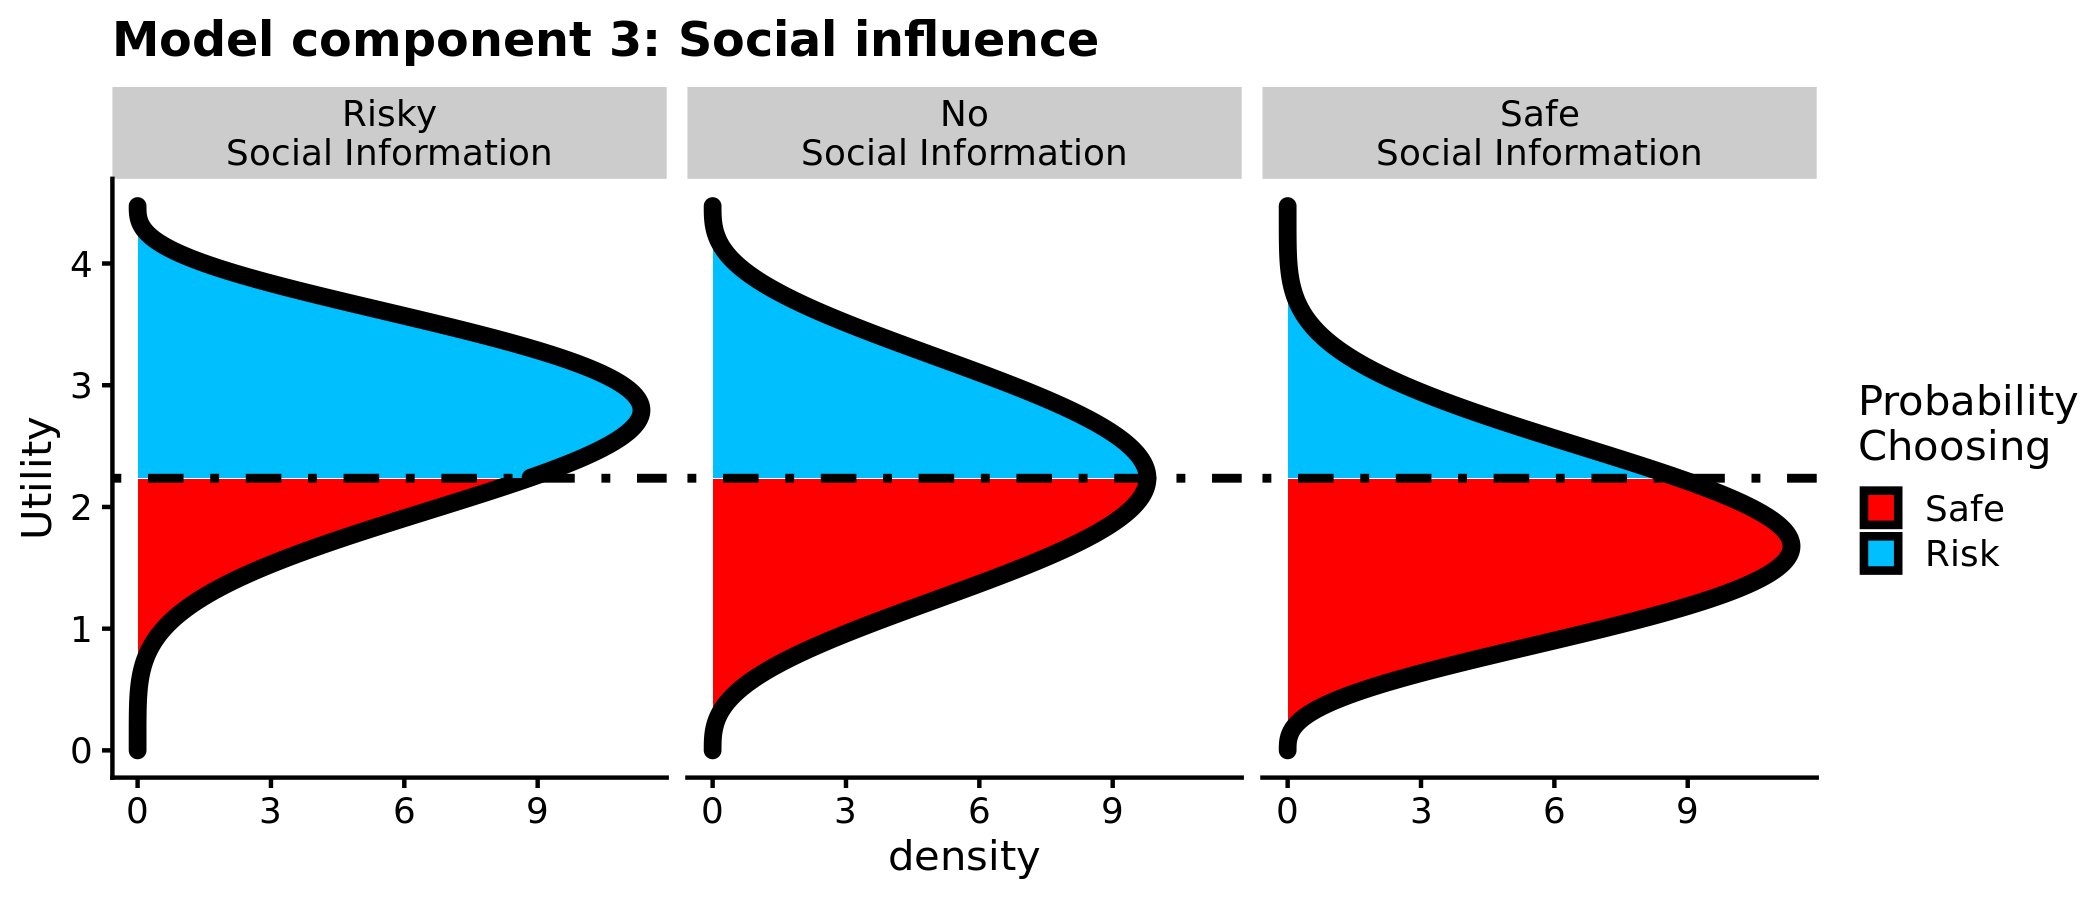 Model component 3: Social influence
Risky
Social Information
No
Social Information
Safe
Social Information
Utility
4
3
2
1
0
0 3 6 9
0 3 6 9
0 3 6 9
density
Probability
Choosing
Safe
Risk